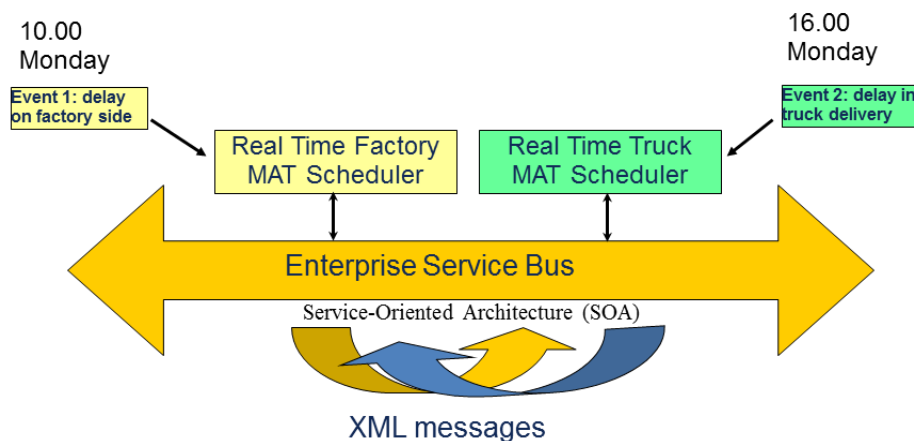 10.00
Monday
16.00
Monday
Event 1: delay
on factory side
Event 2: delay in
truck delivery
Real Time Factory
MAT Scheduler
Real Time Truck
MAT Scheduler
Enterprise Service Bus
Service-Oriented Architecture (SOA)
XML messages